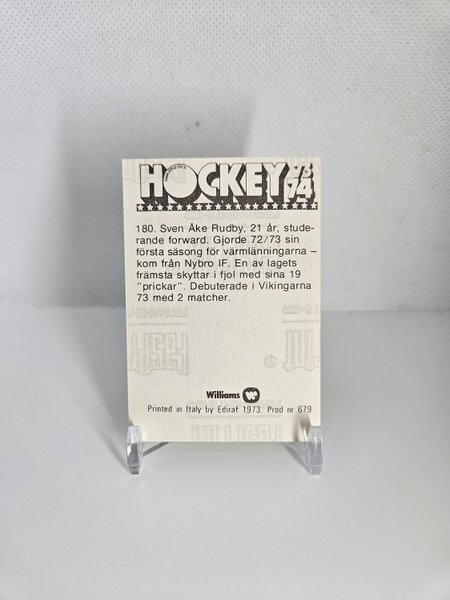 HOCKEY 73
74
180. Sven Åke Rudby, 21 år, stude-
rande forward. Gjorde 72/73 sin
första säsong för värmlänningarna –
kom från Nybro IF. En av lagets
främsta skyttar i fjol med sina 19
"prickar". Debuterade i Vikingarna
73 med 2 matcher.
Williams
Printed in Italy by Ediraf 1973. Prod nr 679